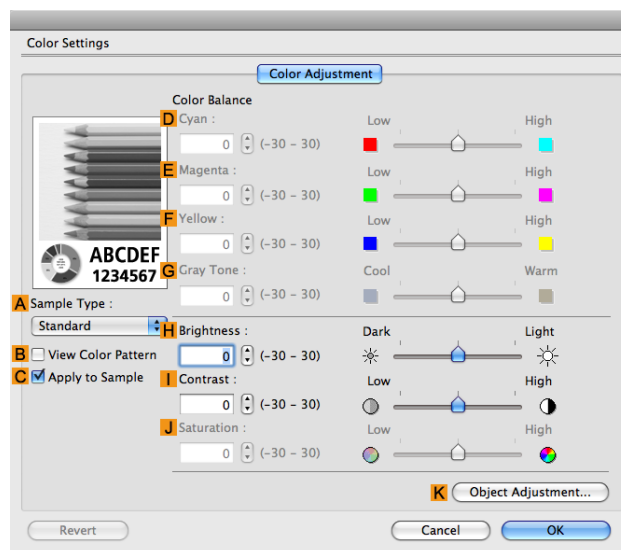 Color Settings
Color Adjustment
Color Balance
D Cyan : Low High
0 (-30 - 30)
E Magenta : Low High
0 (-30 - 30)
F Yellow : Low High
0 (-30 - 30)
ABCDEF
1234567
G Gray Tone : Cool Warm
0 (-30 - 30)
A Sample Type :
Standard
H Brightness : Dark Light
0 (-30 - 30)
B View Color Pattern
C Apply to Sample
I Contrast : Low High
0 (-30 - 30)
J Saturation : Low High
0 (-30 - 30)
K Object Adjustment...
Revert Cancel OK